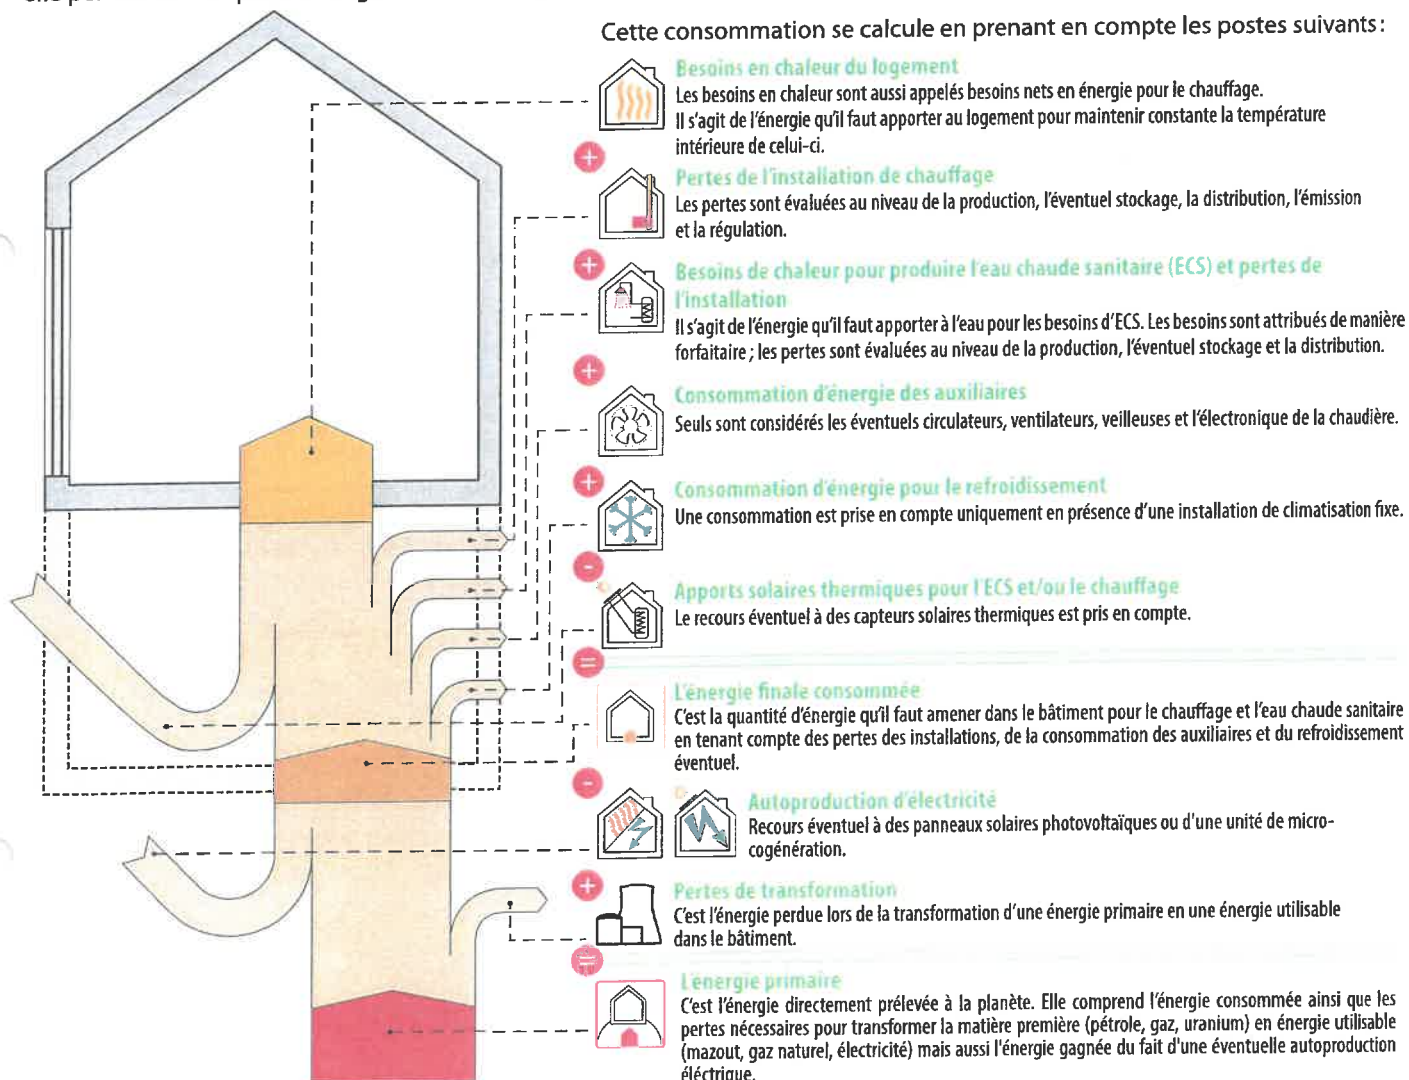 Cette consommation se calcule en prenant en compte les postes suivants :
Besoins en chaleur du logement
Les besoins en chaleur sont aussi appelés besoins nets en énergie pour le chauffage.
Il s'agit de l'énergie qu'il faut apporter au logement pour maintenir constante la température
intérieure de celui-ci.
+
Pertes de l'installation de chauffage
Les pertes sont évaluées au niveau de la production, l'éventuel stockage, la distribution, l'émission
et la régulation.
+
Besoins de chaleur pour produire l'eau chaude sanitaire (ECS) et pertes de
l'installation
Il s'agit de l'énergie qu'il faut apporter à l'eau pour les besoins d'ECS. Les besoins sont attribués de manière
forfaitaire ; les pertes sont évaluées au niveau de la production, l'éventuel stockage et la distribution.
+
Consommation d'énergie des auxiliaires
Seuls sont considérés les éventuels circulateurs, ventilateurs, veilleuses et l'électronique de la chaudière.
+
Consommation d'énergie pour le refroidissement
Une consommation est prise en compte uniquement en présence d'une installation de climatisation fixe.
-
Apports solaires thermiques pour l'ECS et/ou le chauffage
Le recours éventuel à des capteurs solaires thermiques est pris en compte.
=
L'énergie finale consommée
C'est la quantité d'énergie qu'il faut amener dans le bâtiment pour le chauffage et l'eau chaude sanitaire
en tenant compte des pertes des installations, de la consommation des auxiliaires et du refroidissement
éventuel.
-
Autoproduction d'électricité
Recours éventuel à des panneaux solaires photovoltaïques ou d'une unité de micro-
cogénération.
+
Pertes de transformation
C'est l'énergie perdue lors de la transformation d'une énergie primaire en une énergie utilisable
dans le bâtiment.
=
L'énergie primaire
C'est l'énergie directement prélevée à la planète. Elle comprend l'énergie consommée ainsi que les
pertes nécessaires pour transformer la matière première (pétrole, gaz, uranium) en énergie utilisable
(mazout, gaz naturel, électricité) mais aussi l'énergie gagnée du fait d'une éventuelle autoproduction
éléctrique.